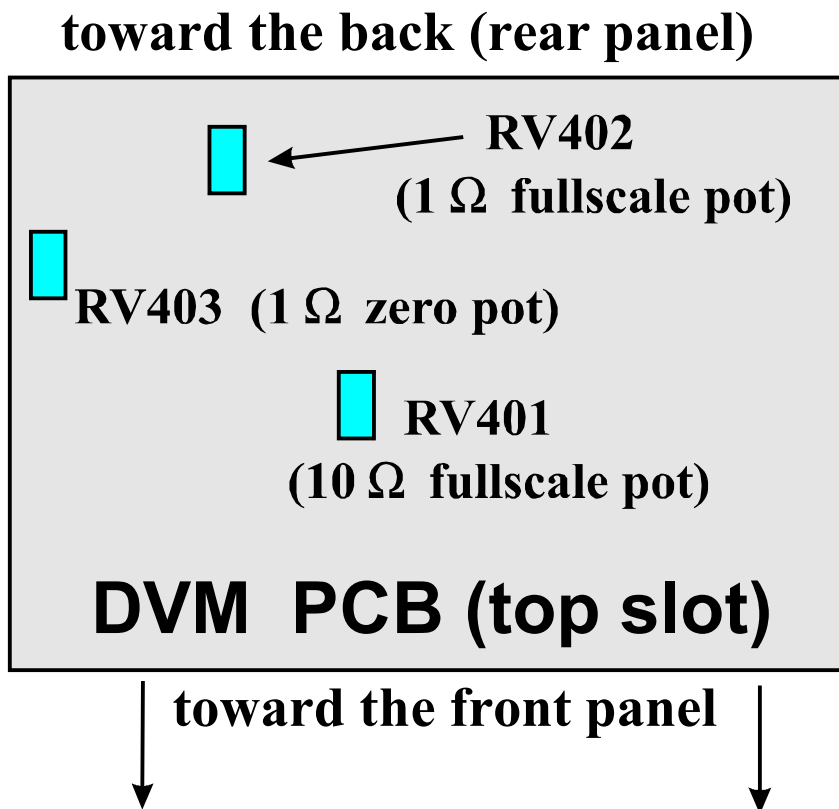 toward the back (rear panel)
RV402
(1 Ω fullscale pot)
RV403 (1 Ω zero pot)
RV401
(10 Ω fullscale pot)
DVM PCB (top slot)
toward the front panel